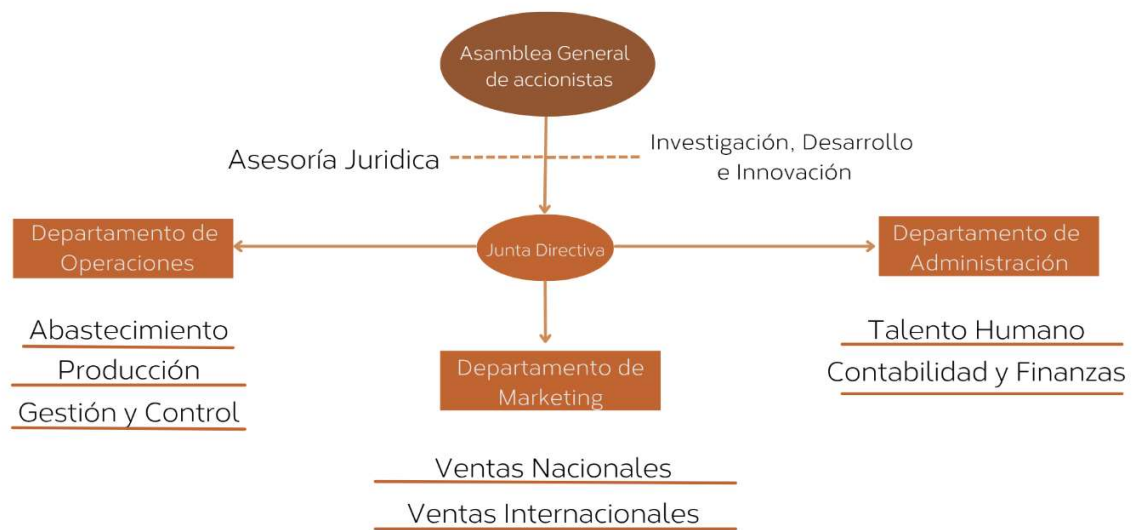 Asamblea General
de accionistas
Asesoría Juridica
Investigación, Desarrollo
e Innovación
Departamento de
Operaciones
Junta Directiva
Departamento de
Administración
Abastecimiento
Producción
Gestión y Control
Departamento de
Marketing
Talento Humano
Contabilidad y Finanzas
Ventas Nacionales
Ventas Internacionales